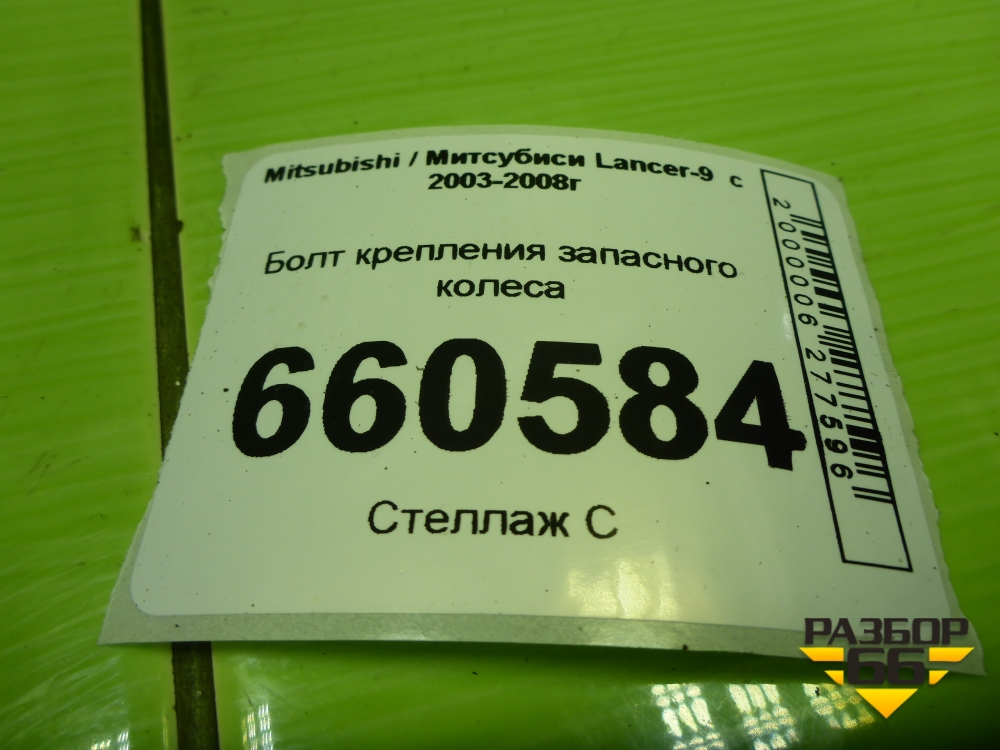 Mitsubishi / Митсубиси Lancer-9 с
2003-2008г
Болт крепления запасного
колеса
660584
Стеллаж С
2000006277596
РАЗБОР
66